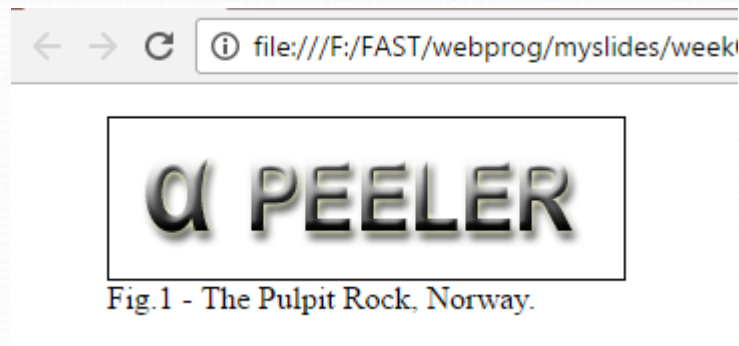 file:///F:/FAST/webprog/myslides/week
α PEELER
Fig.1 - The Pulpit Rock, Norway.